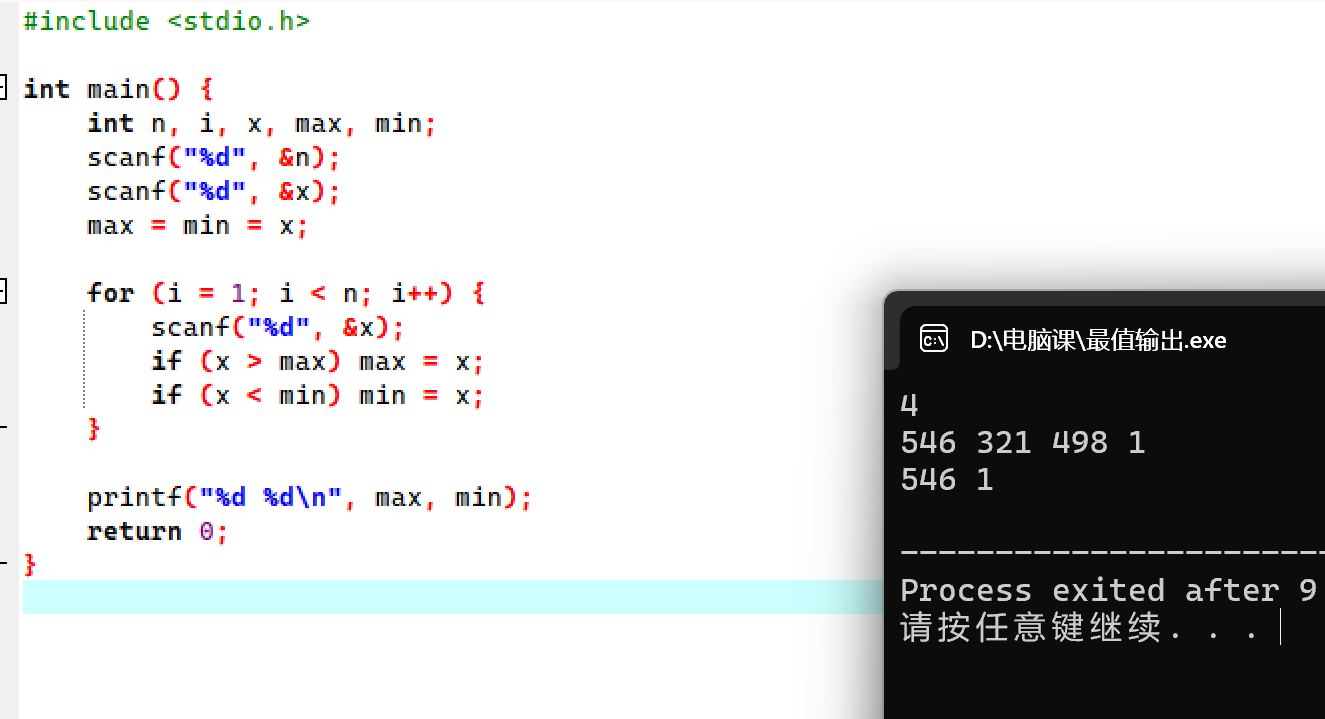 #include <stdio.h>
int main() {
int n, i, x, max, min;
scanf("%d", &n);
scanf("%d", &x);
max = min = x;
for (i = 1; i < n; i++) {
scanf("%d", &x);
if (x > max) max = x;
if (x < min) min = x;
}
printf("%d %d\n", max, min);
return 0;
}
D:\电脑课\最值输出.exe
4
546 321 498 1
546 1
--------------------------------
Process exited after 9
请按任意键继续. . .